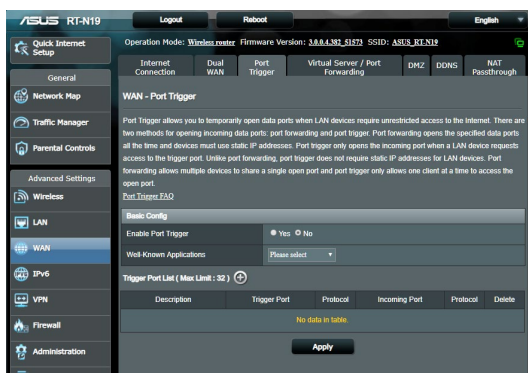 ASUS RT-N19
Logout
Reboot
English
Quick Internet Setup
Operation Mode: Wireless router Firmware Version: 3.0.0.4.382_51573 SSID: ASUS_RT-N19
General
Network Map
Traffic Manager
Parental Controls
Advanced Settings
Wireless
LAN
WAN
IPv6
VPN
Firewall
Administration
Internet Connection
Dual WAN
Port Trigger
Virtual Server / Port Forwarding
DMZ
DDNS
NAT Passthrough
WAN - Port Trigger
Port Trigger allows you to temporarily open data ports when LAN devices require unrestricted access to the Internet. There are
two methods for opening incoming data ports: port forwarding and port trigger. Port forwarding opens the specified data ports
all the time and devices must use static IP addresses. Port trigger only opens the incoming port when a LAN device requests
access to the trigger port. Unlike port forwarding, port trigger does not require static IP addresses for LAN devices. Port
forwarding allows multiple devices to share a single open port and port trigger only allows one client at a time to access the
open port.
Port Trigger FAQ
Basic Config
Enable Port Trigger
Yes No
Well-Known Applications
Please select
Trigger Port List ( Max Limit : 32 )
Description Trigger Port Protocol Incoming Port Protocol Delete
No data in table.
Apply